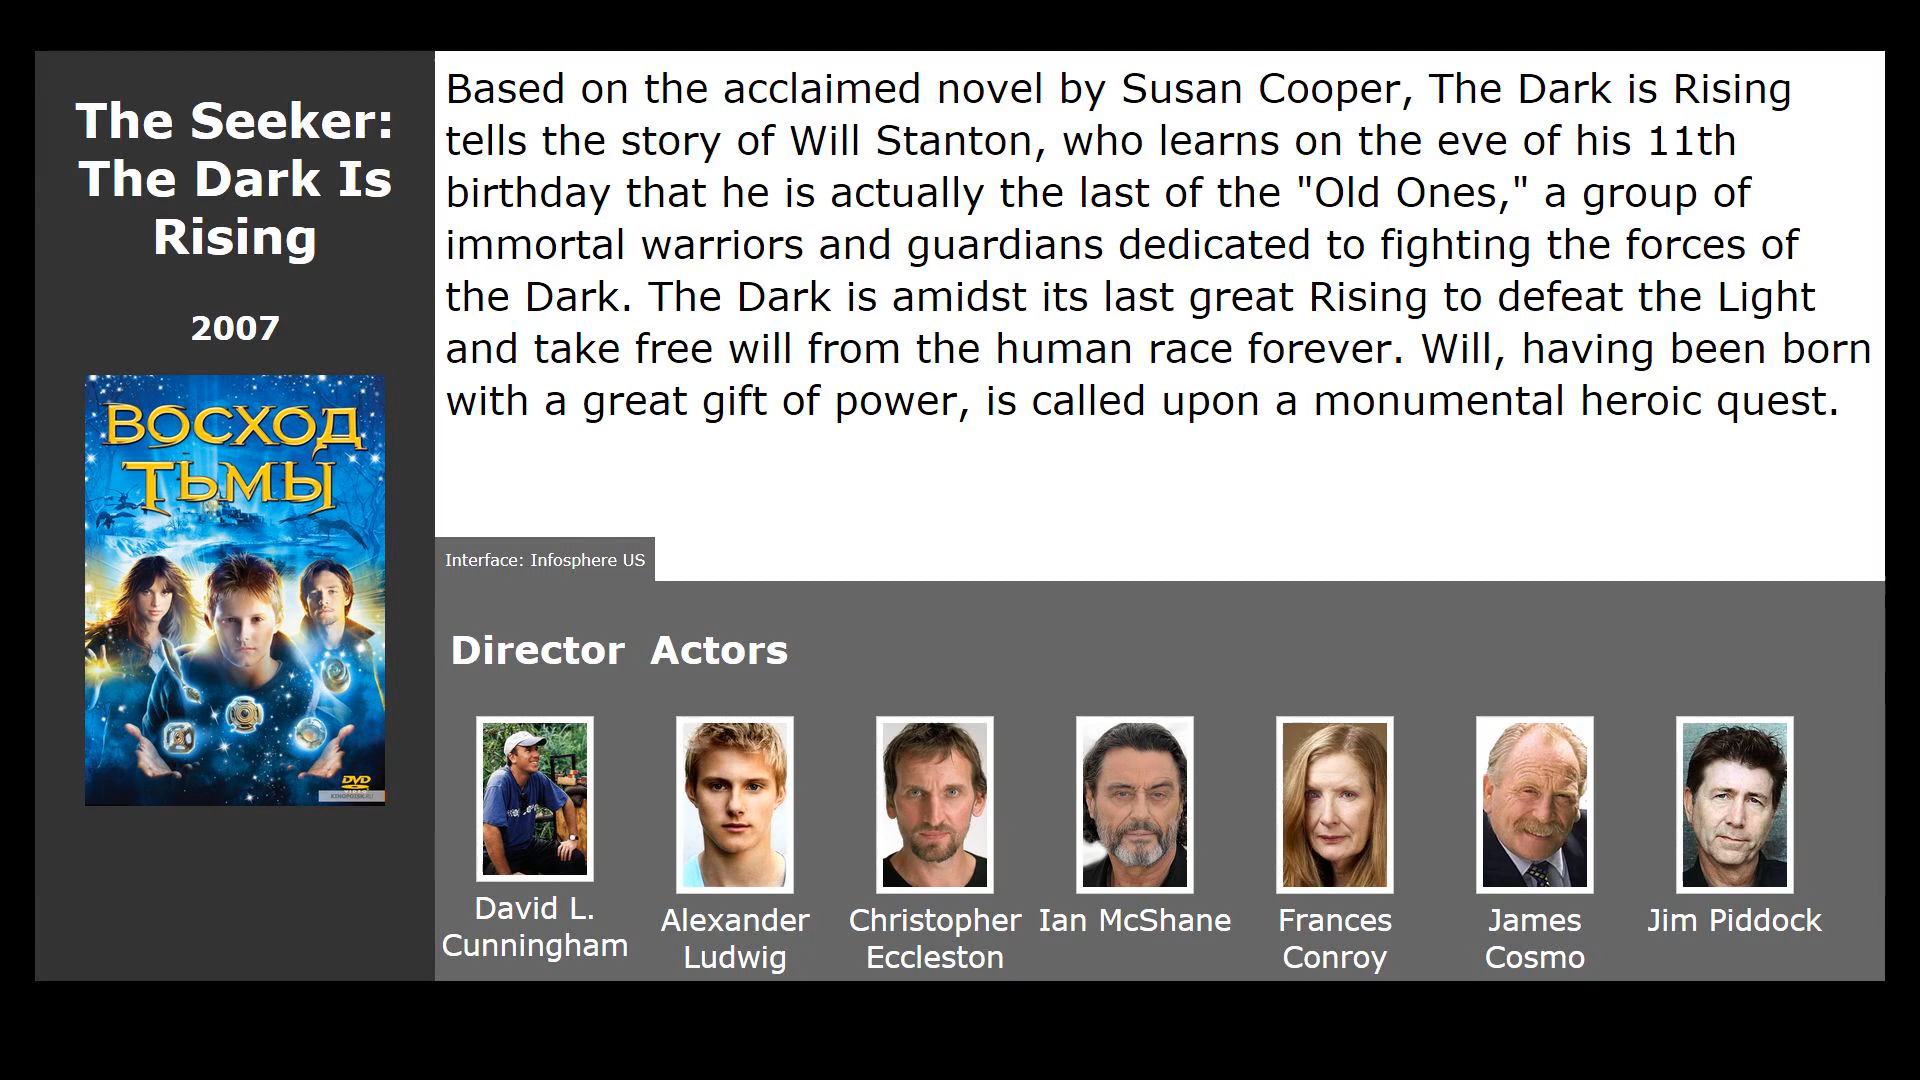 The Seeker:
The Dark Is
Rising
2007
ВОСХОД
ТЬМЫ
DVD
VIDEO
KINOPOISK.RU
Based on the acclaimed novel by Susan Cooper, The Dark is Rising
tells the story of Will Stanton, who learns on the eve of his 11th
birthday that he is actually the last of the "Old Ones," a group of
immortal warriors and guardians dedicated to fighting the forces of
the Dark. The Dark is amidst its last great Rising to defeat the Light
and take free will from the human race forever. Will, having been born
with a great gift of power, is called upon a monumental heroic quest.
Interface: Infosphere US
Director Actors
David L.
Cunningham
Alexander
Ludwig
Christopher
Eccleston
Ian McShane
Frances
Conroy
James
Cosmo
Jim Piddock